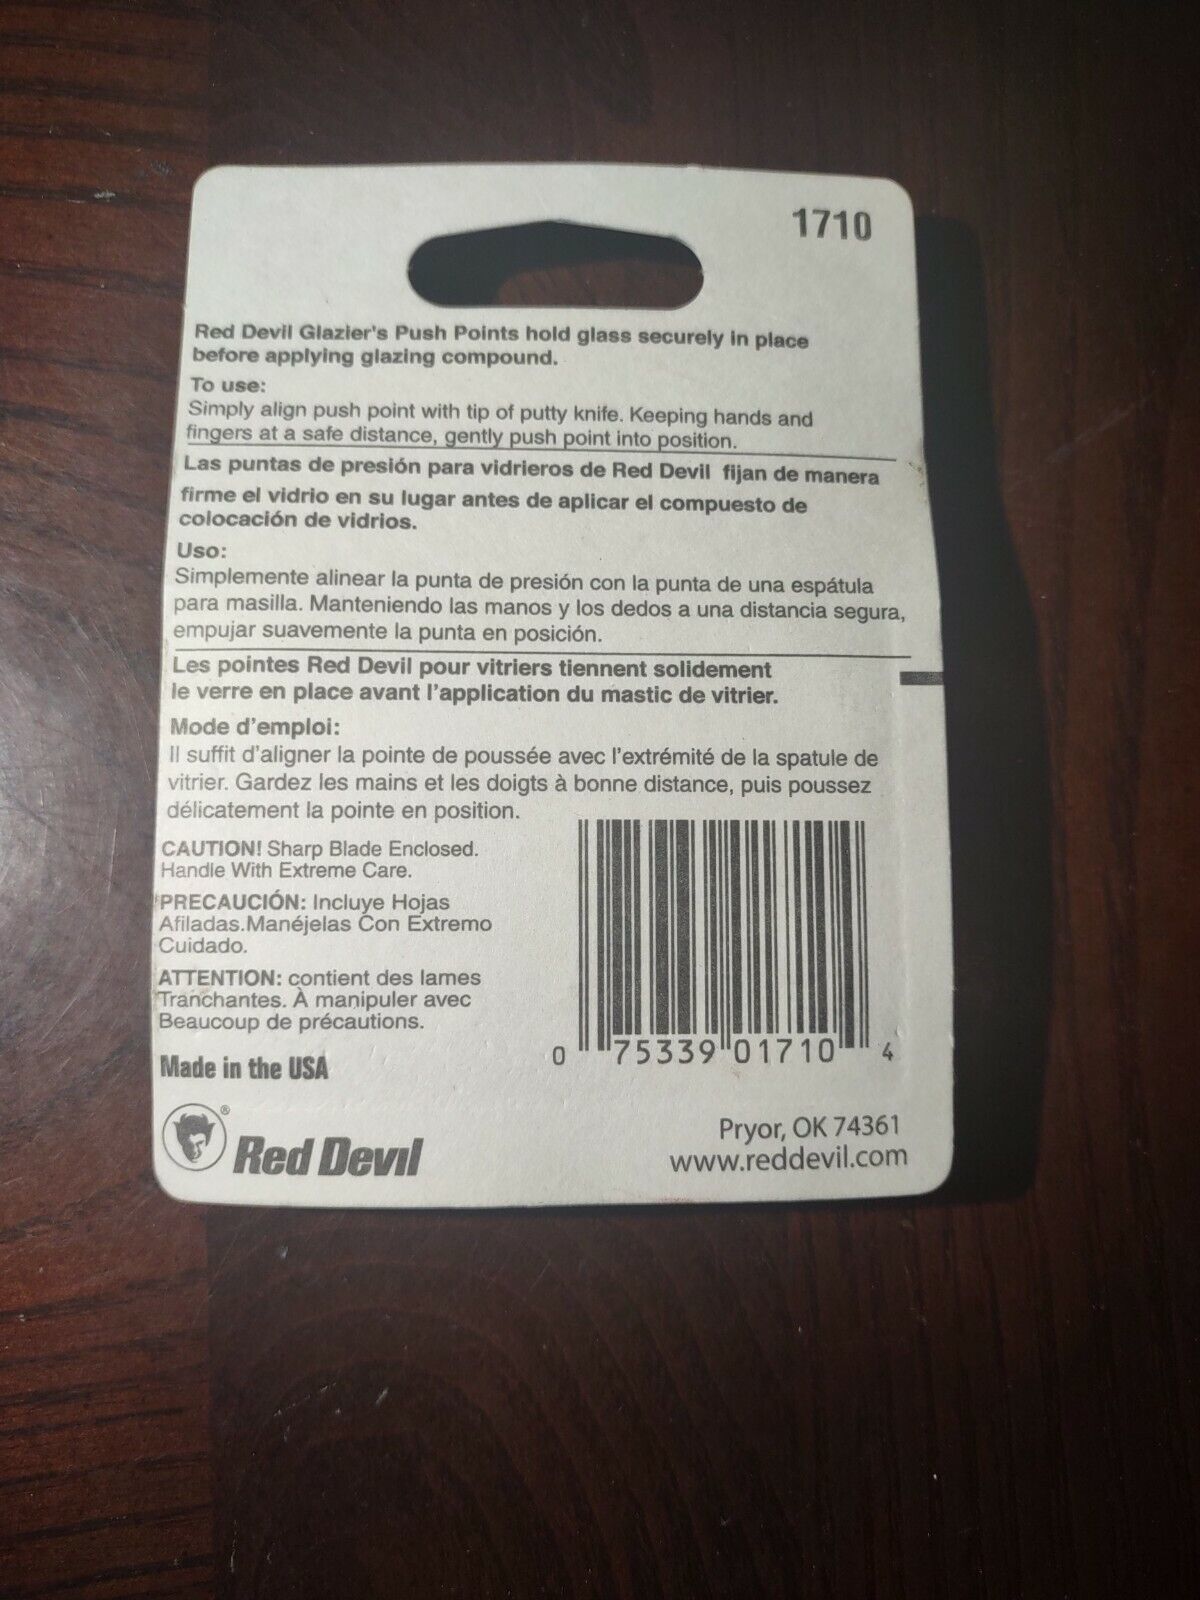 1710
Red Devil Glazier's Push Points hold glass securely in place
before applying glazing compound.
To use:
Simply align push point with tip of putty knife. Keeping hands and
fingers at a safe distance, gently push point into position.
Las puntas de presión para vidrieros de Red Devil fijan de manera
firme el vidrio en su lugar antes de aplicar el compuesto de
colocación de vidrios.
Uso:
Simplemente alinear la punta de presión con la punta de una espátula
para masilla. Manteniendo las manos y los dedos a una distancia segura,
empujar suavemente la punta en posición.
Les pointes Red Devil pour vitriers tiennent solidement
le verre en place avant l'application du mastic de vitrier.
Mode d'emploi:
Il suffit d'aligner la pointe de poussée avec l'extrémité de la spatule de
vitrier. Gardez les mains et les doigts à bonne distance, puis poussez
délicatement la pointe en position.
CAUTION! Sharp Blade Enclosed.
Handle With Extreme Care.
PRECAUCIÓN: Incluye Hojas
Afiladas.Manéjelas Con Extremo
Cuidado.
ATTENTION: contient des lames
Tranchantes. À manipuler avec
Beaucoup de précautions.
Made in the USA
0 75339 01710 4
® Red Devil
Pryor, OK 74361
www.reddevil.com